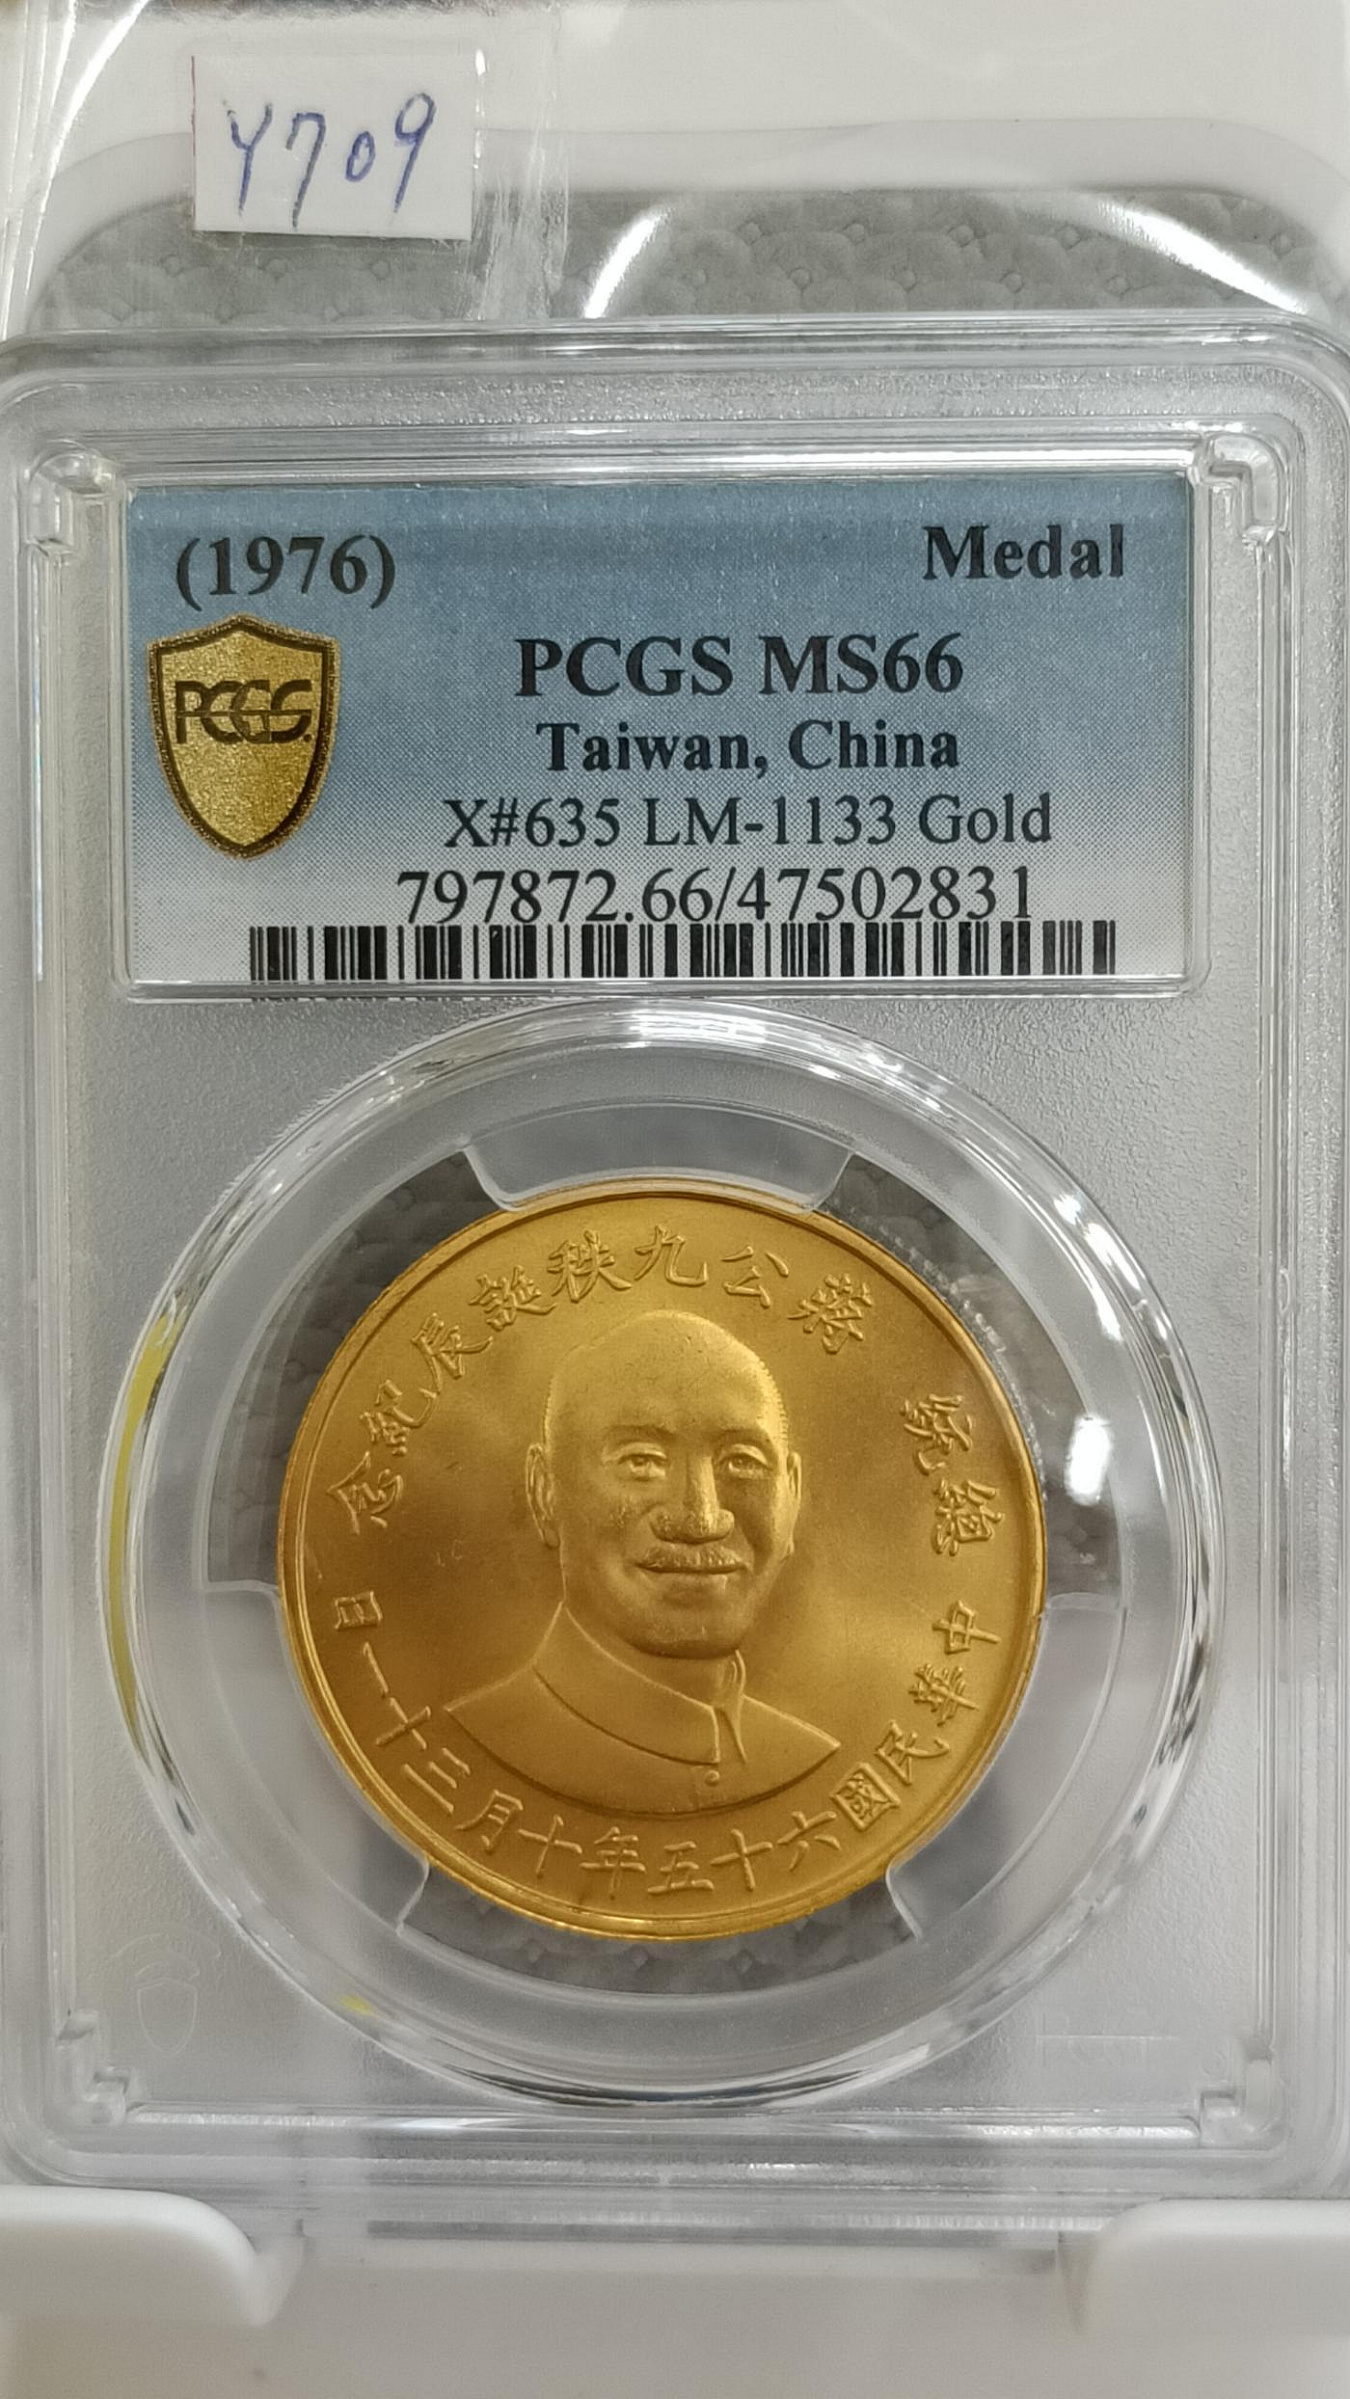 Y709
(1976) Medal
PCGS
PCGS MS66
Taiwan, China
X#635 LM-1133 Gold
797872.66/47502831
總統 蔣公九秩誕辰紀念
中華民國六十五年十月三十一日